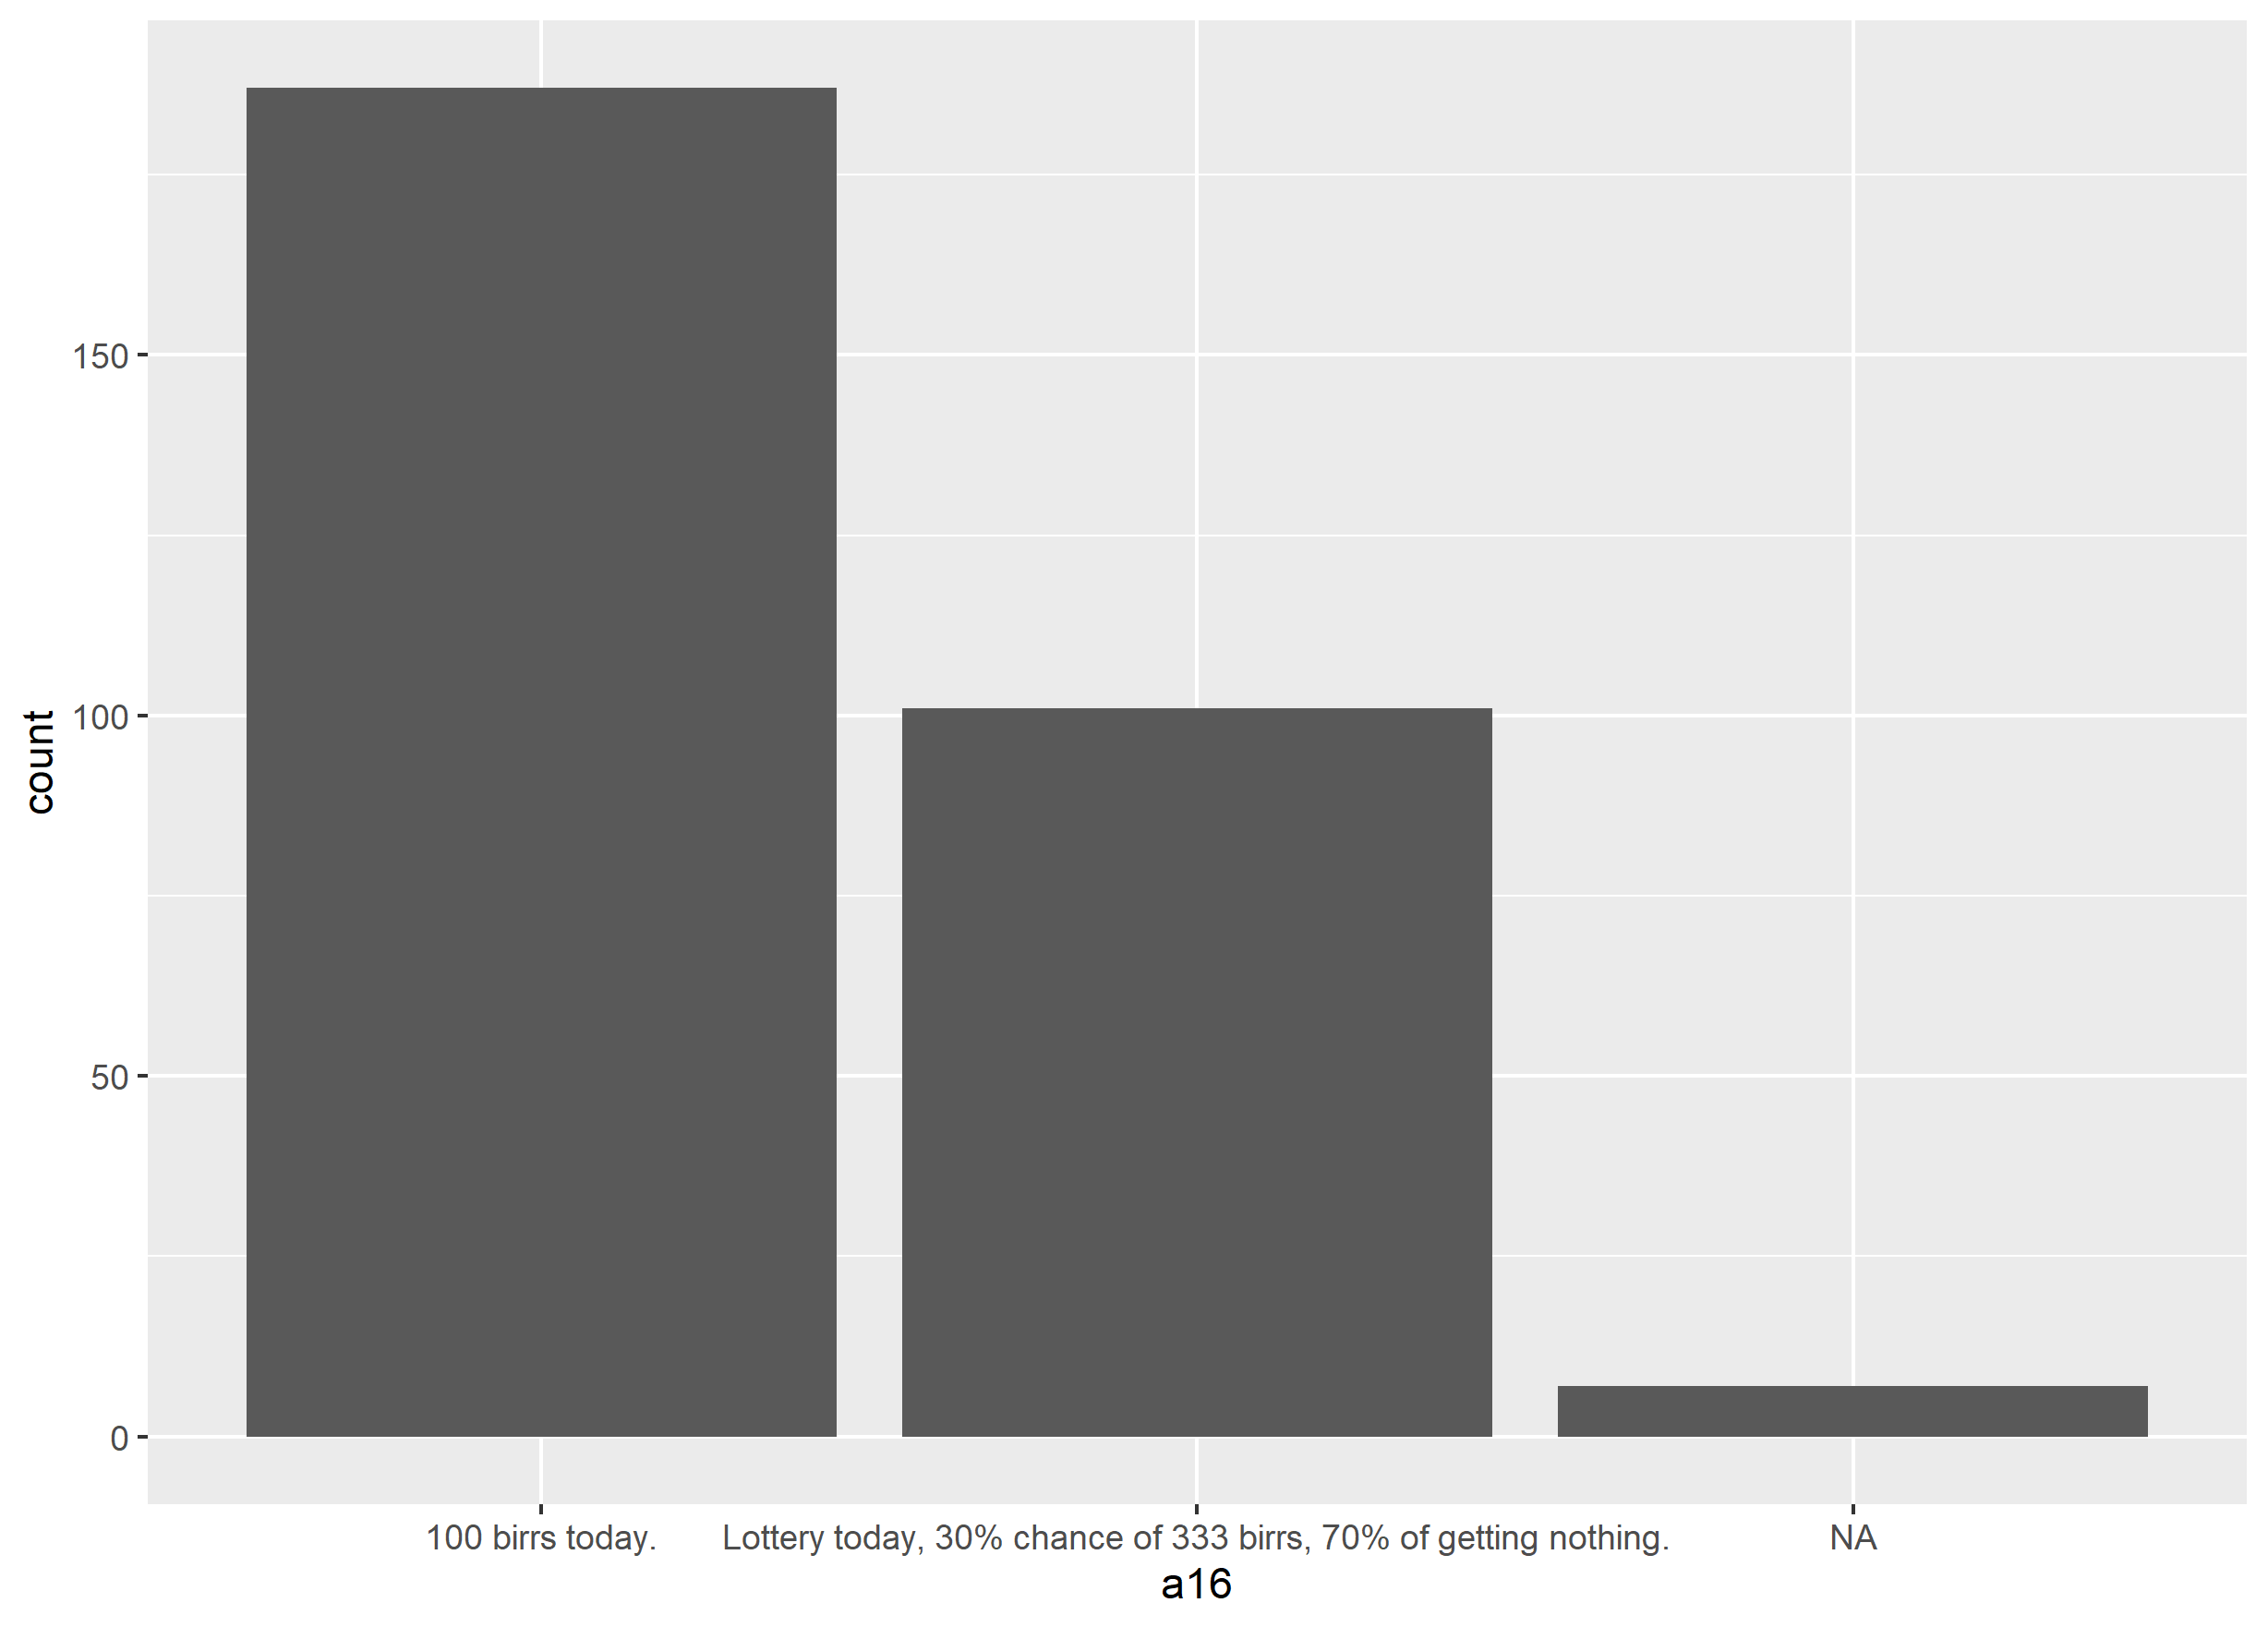 150
100
50
0
count
100 birrs today.
Lottery today, 30% chance of 333 birrs, 70% of getting nothing.
NA
a16